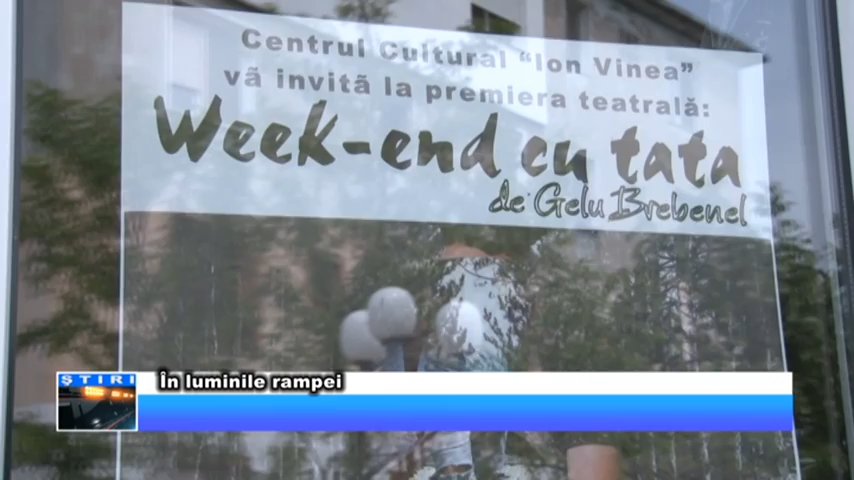 Centrul Cultural "Ion Vinea"
vă invită la premiera teatrală:
Week-end cu tata
de Gelu Brebenel
ȘTIRI
În luminile rampei